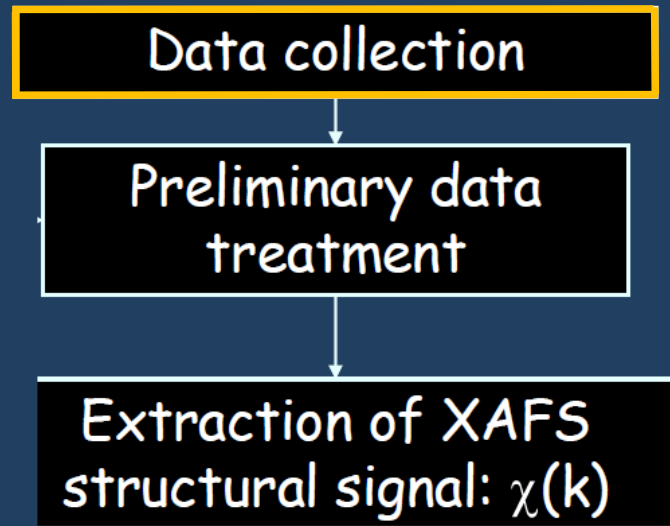 Data collection
Preliminary data
treatment
Extraction of XAFS
structural signal: χ(k)